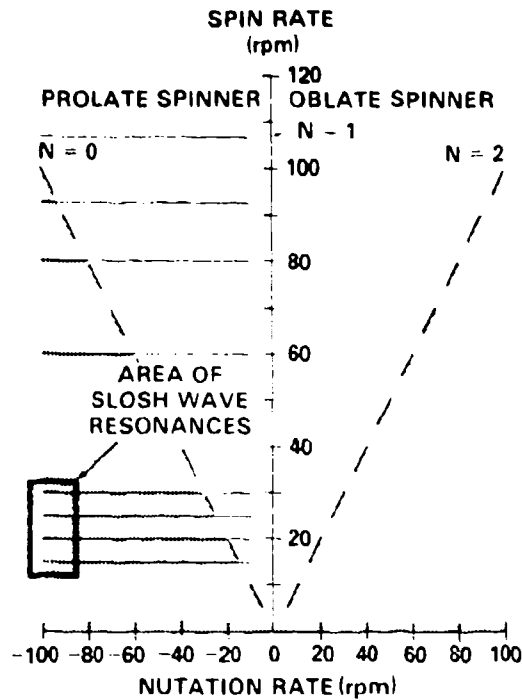 SPIN RATE
(rpm)
120
PROLATE SPINNER OBLATE SPINNER
N - 1
N = 0
N = 2
100
80
60
AREA OF
SLOSH WAVE
RESONANCES
40
20
-100 -80 -60 -40 -20 0 20 40 60 80 100
NUTATION RATE (rpm)